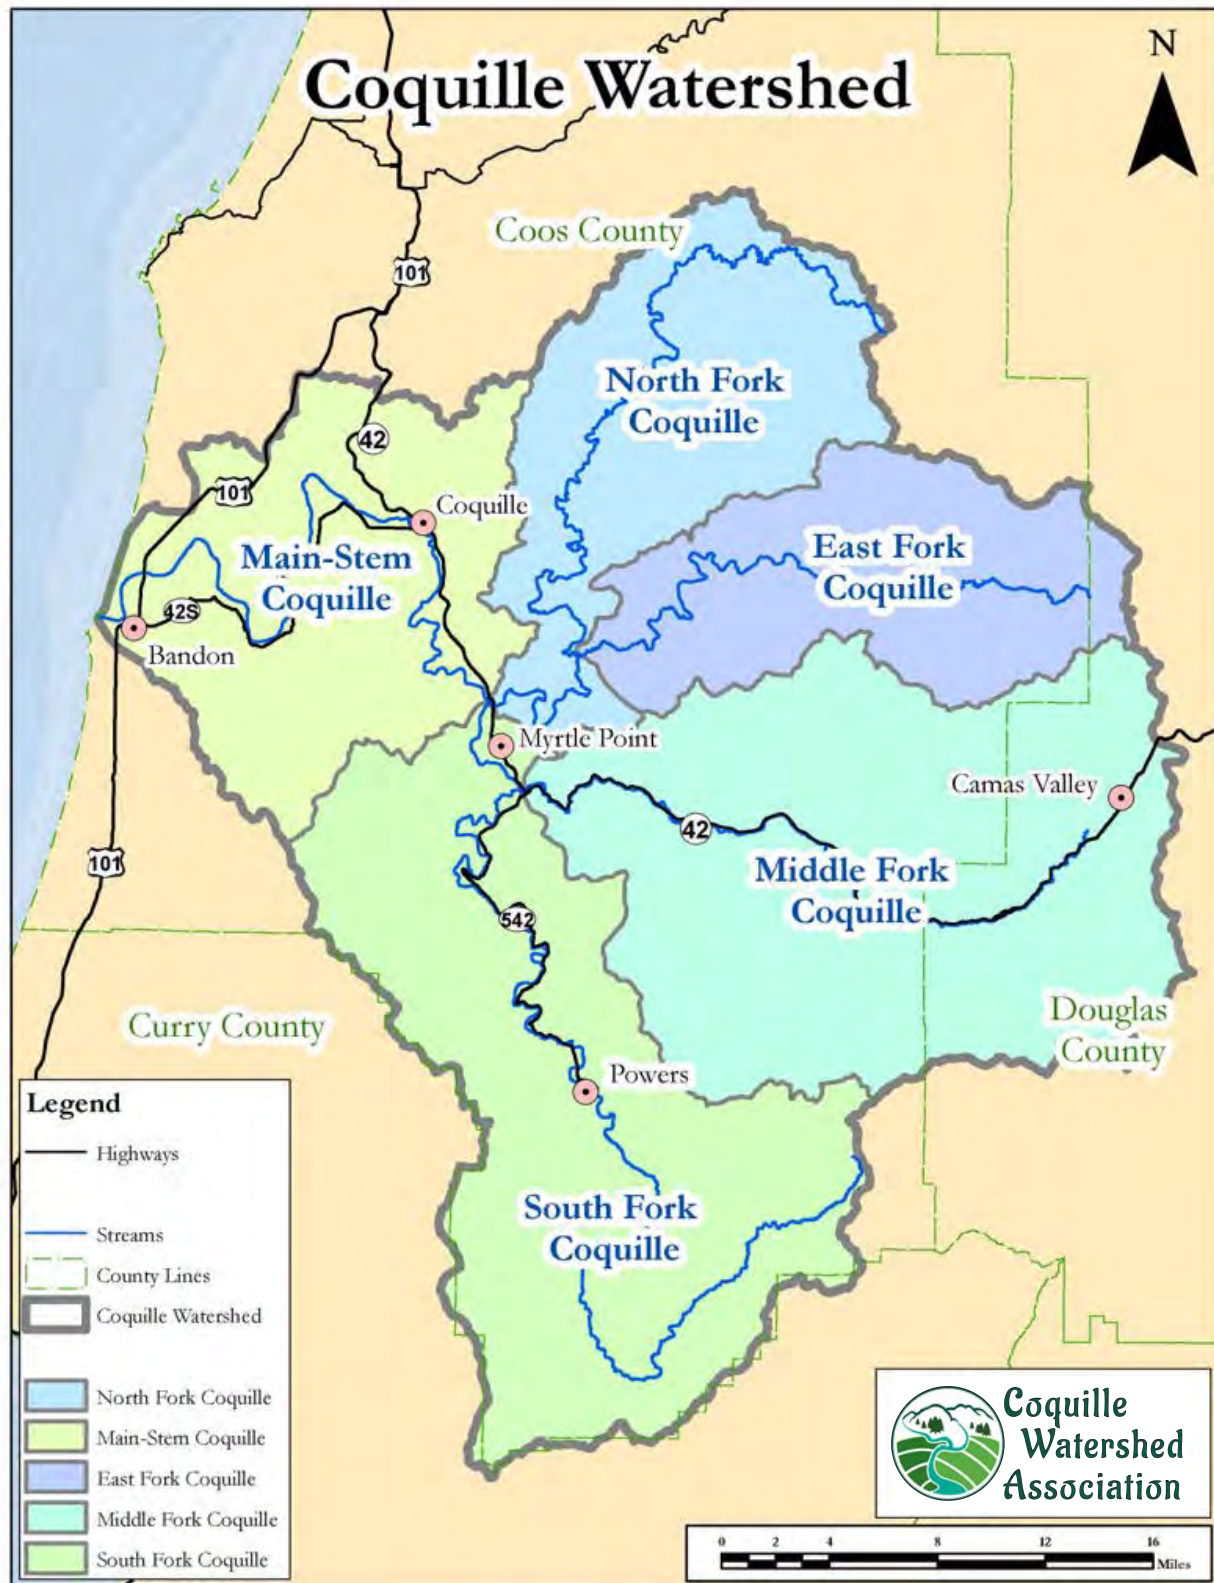 Coquille Watershed
N
Coos County
101
North Fork
Coquille
42
101
Coquille
East Fork
Coquille
Main-Stem
Coquille
42S
Bandon
Myrtle Point
Camas Valley
42
101
Middle Fork
Coquille
542
Curry County
Douglas
County
Powers
South Fork
Coquille
Legend
Highways
Streams
County Lines
Coquille Watershed
North Fork Coquille
Main-Stem Coquille
East Fork Coquille
Middle Fork Coquille
South Fork Coquille
Coquille
Watershed
Association
0 2 4 8 12 16
Miles